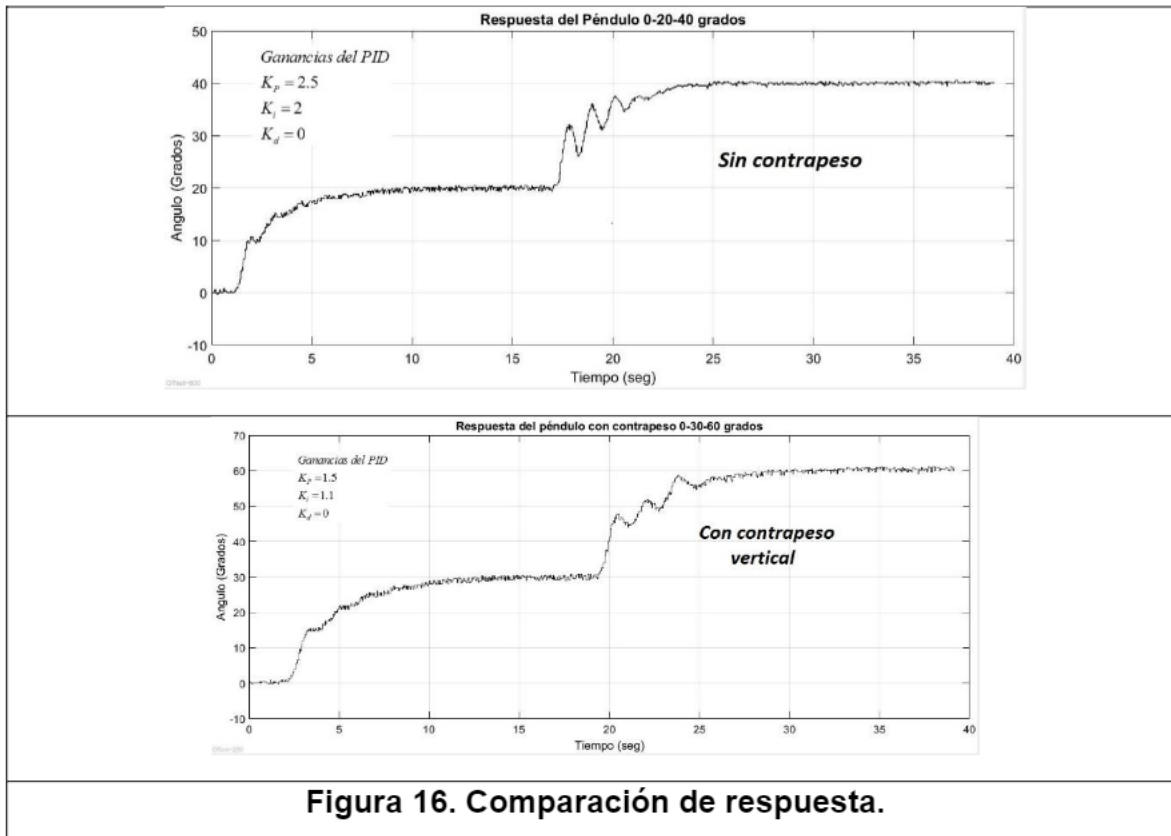 Respuesta del Péndulo 0-20-40 grados
50
40
30
20
10
0
-10
Angulo (Grados)
Ganancias del PID
K_P = 2.5
K_i = 2
K_d = 0
Sin contrapeso
0 5 10 15 20 25 30 35 40
Tiempo (seg)
Respuesta del péndulo con contrapeso 0-30-60 grados
70
60
50
40
30
20
10
0
-10
Angulo (Grados)
Ganancias del PID
K_P =1.5
K_i =1.1
K_d = 0
Con contrapeso
vertical
0 5 10 15 20 25 30 35 40
Tiempo (seg)
Figura 16. Comparación de respuesta.